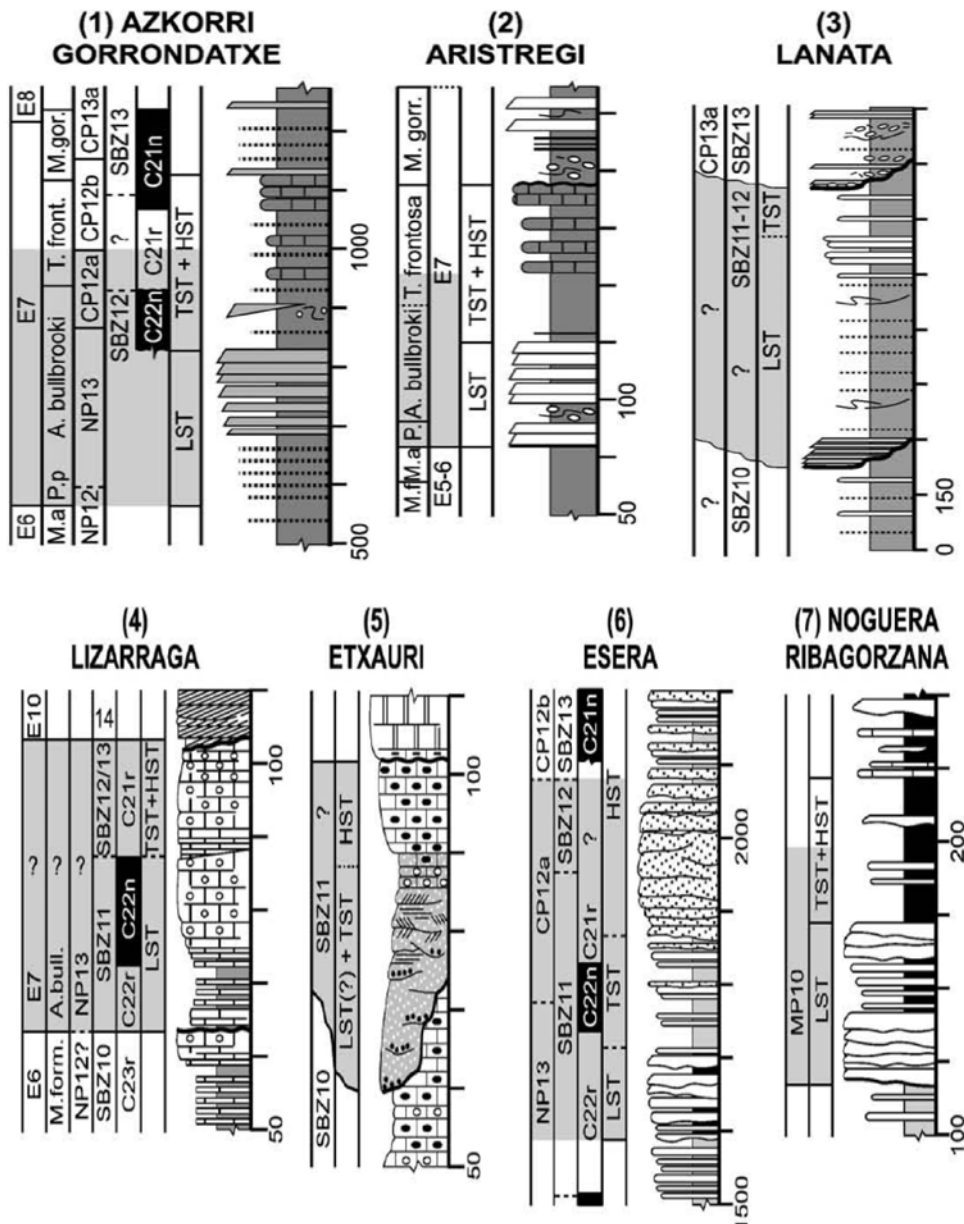 (1) AZKORRI
GORRONDATXE
E6 E7 E8
M.a P.p A. bullbrooki T. front. M.gor.
NP12 NP13 CP12a CP12b CP13a
SBZ12 ? SBZ13
C22n C21r C21n
LST TST + HST
500 1000
(2)
ARISTREGI
M.f M.a P. A. bullbroki T. frontosa M. gorr.
E5-6 E7
LST TST + HST
50 100
(3)
LANATA
? ? CP13a
SBZ10 ? SBZ11-12 SBZ13
LST TST
0 150
(4)
LIZARRAGA
E6 E7 ? E10
M.form. A.bull. ?
NP12? NP13 ?
SBZ10 SBZ11 SBZ12/13 14
C23r C22r C22n C21r
LST TST+HST
50 100
(5)
ETXAURI
SBZ10 SBZ11 ?
LST(??) + TST HST
50 100
(6)
ESERA
NP13 CP12a CP12b
SBZ11 SBZ12 SBZ13
C22r C22n C21r ? C21n
LST TST HST
1500 2000
(7) NOGUERA
RIBAGORZANA
MP10
LST TST+HST
100 200